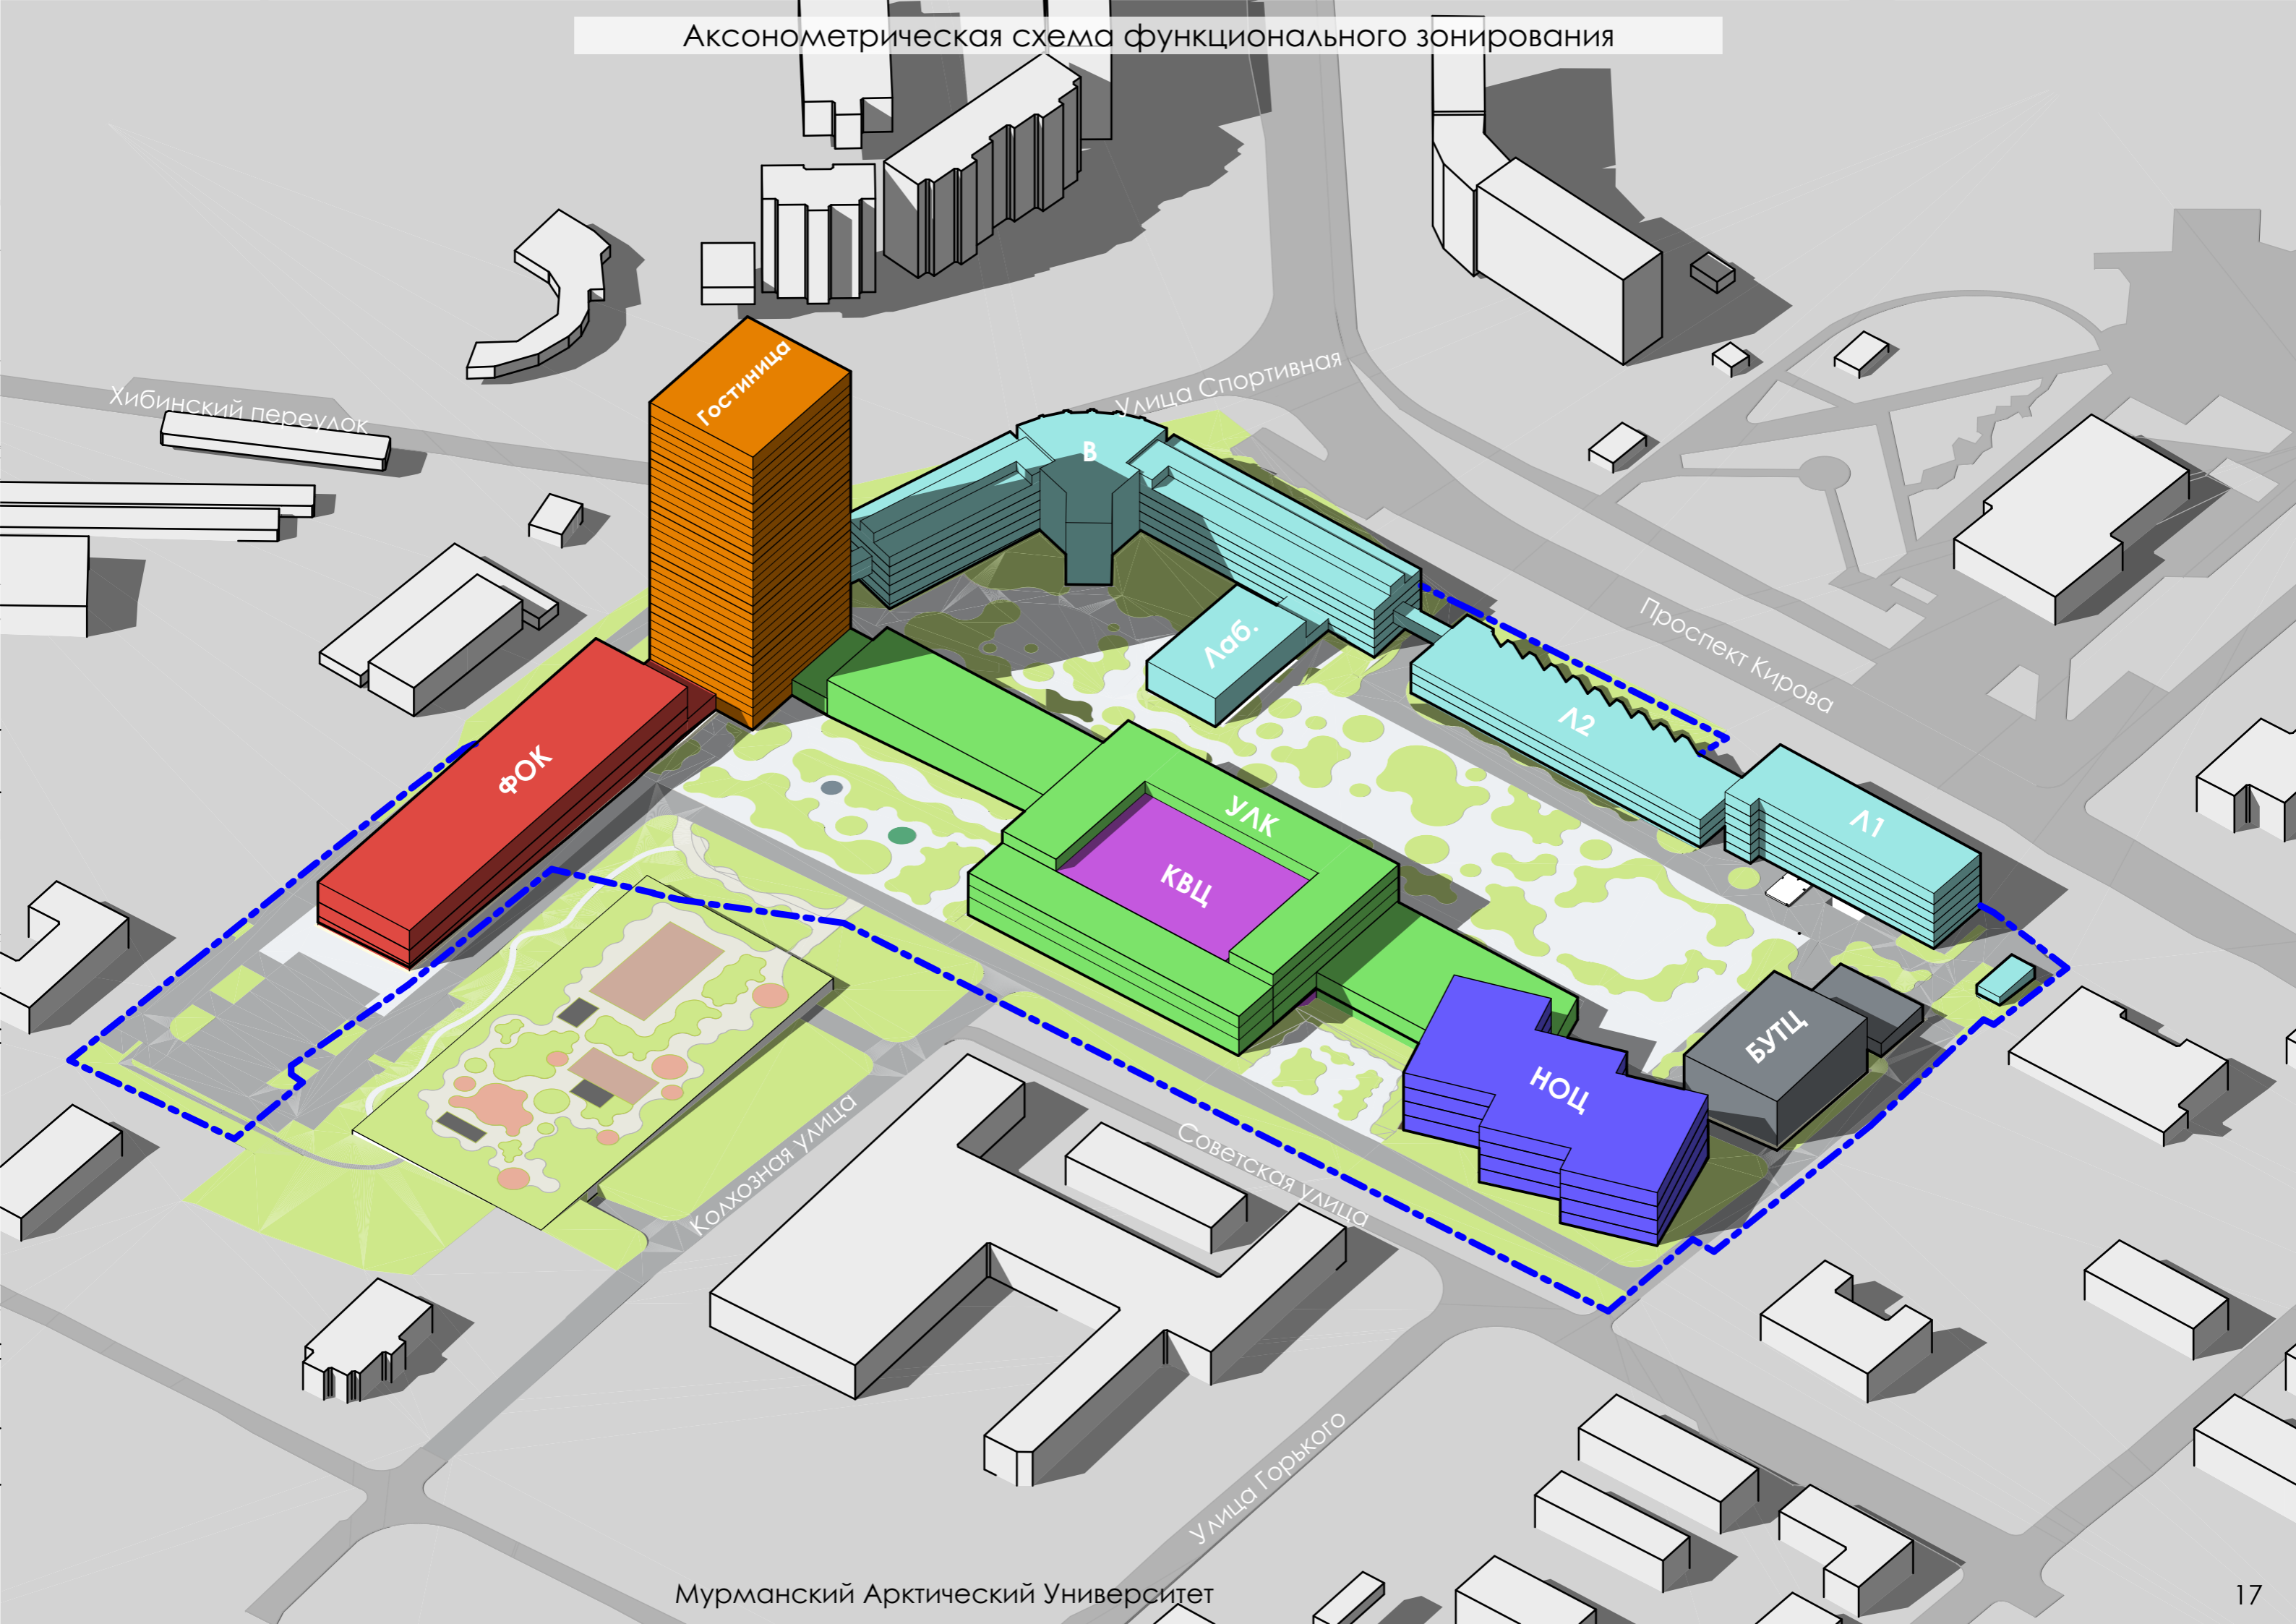 Аксонометрическая схема функционального зонирования
Гостиница
Улица Спортивная
Хибинский переулок
В
Лаб.
Проспект Кирова
Л2
ФОК
УЛК
Л1
КВЦ
БУТЦ
НОЦ
Колхозная улица
Советская улица
Улица Горького
Мурманский Арктический Университет
17